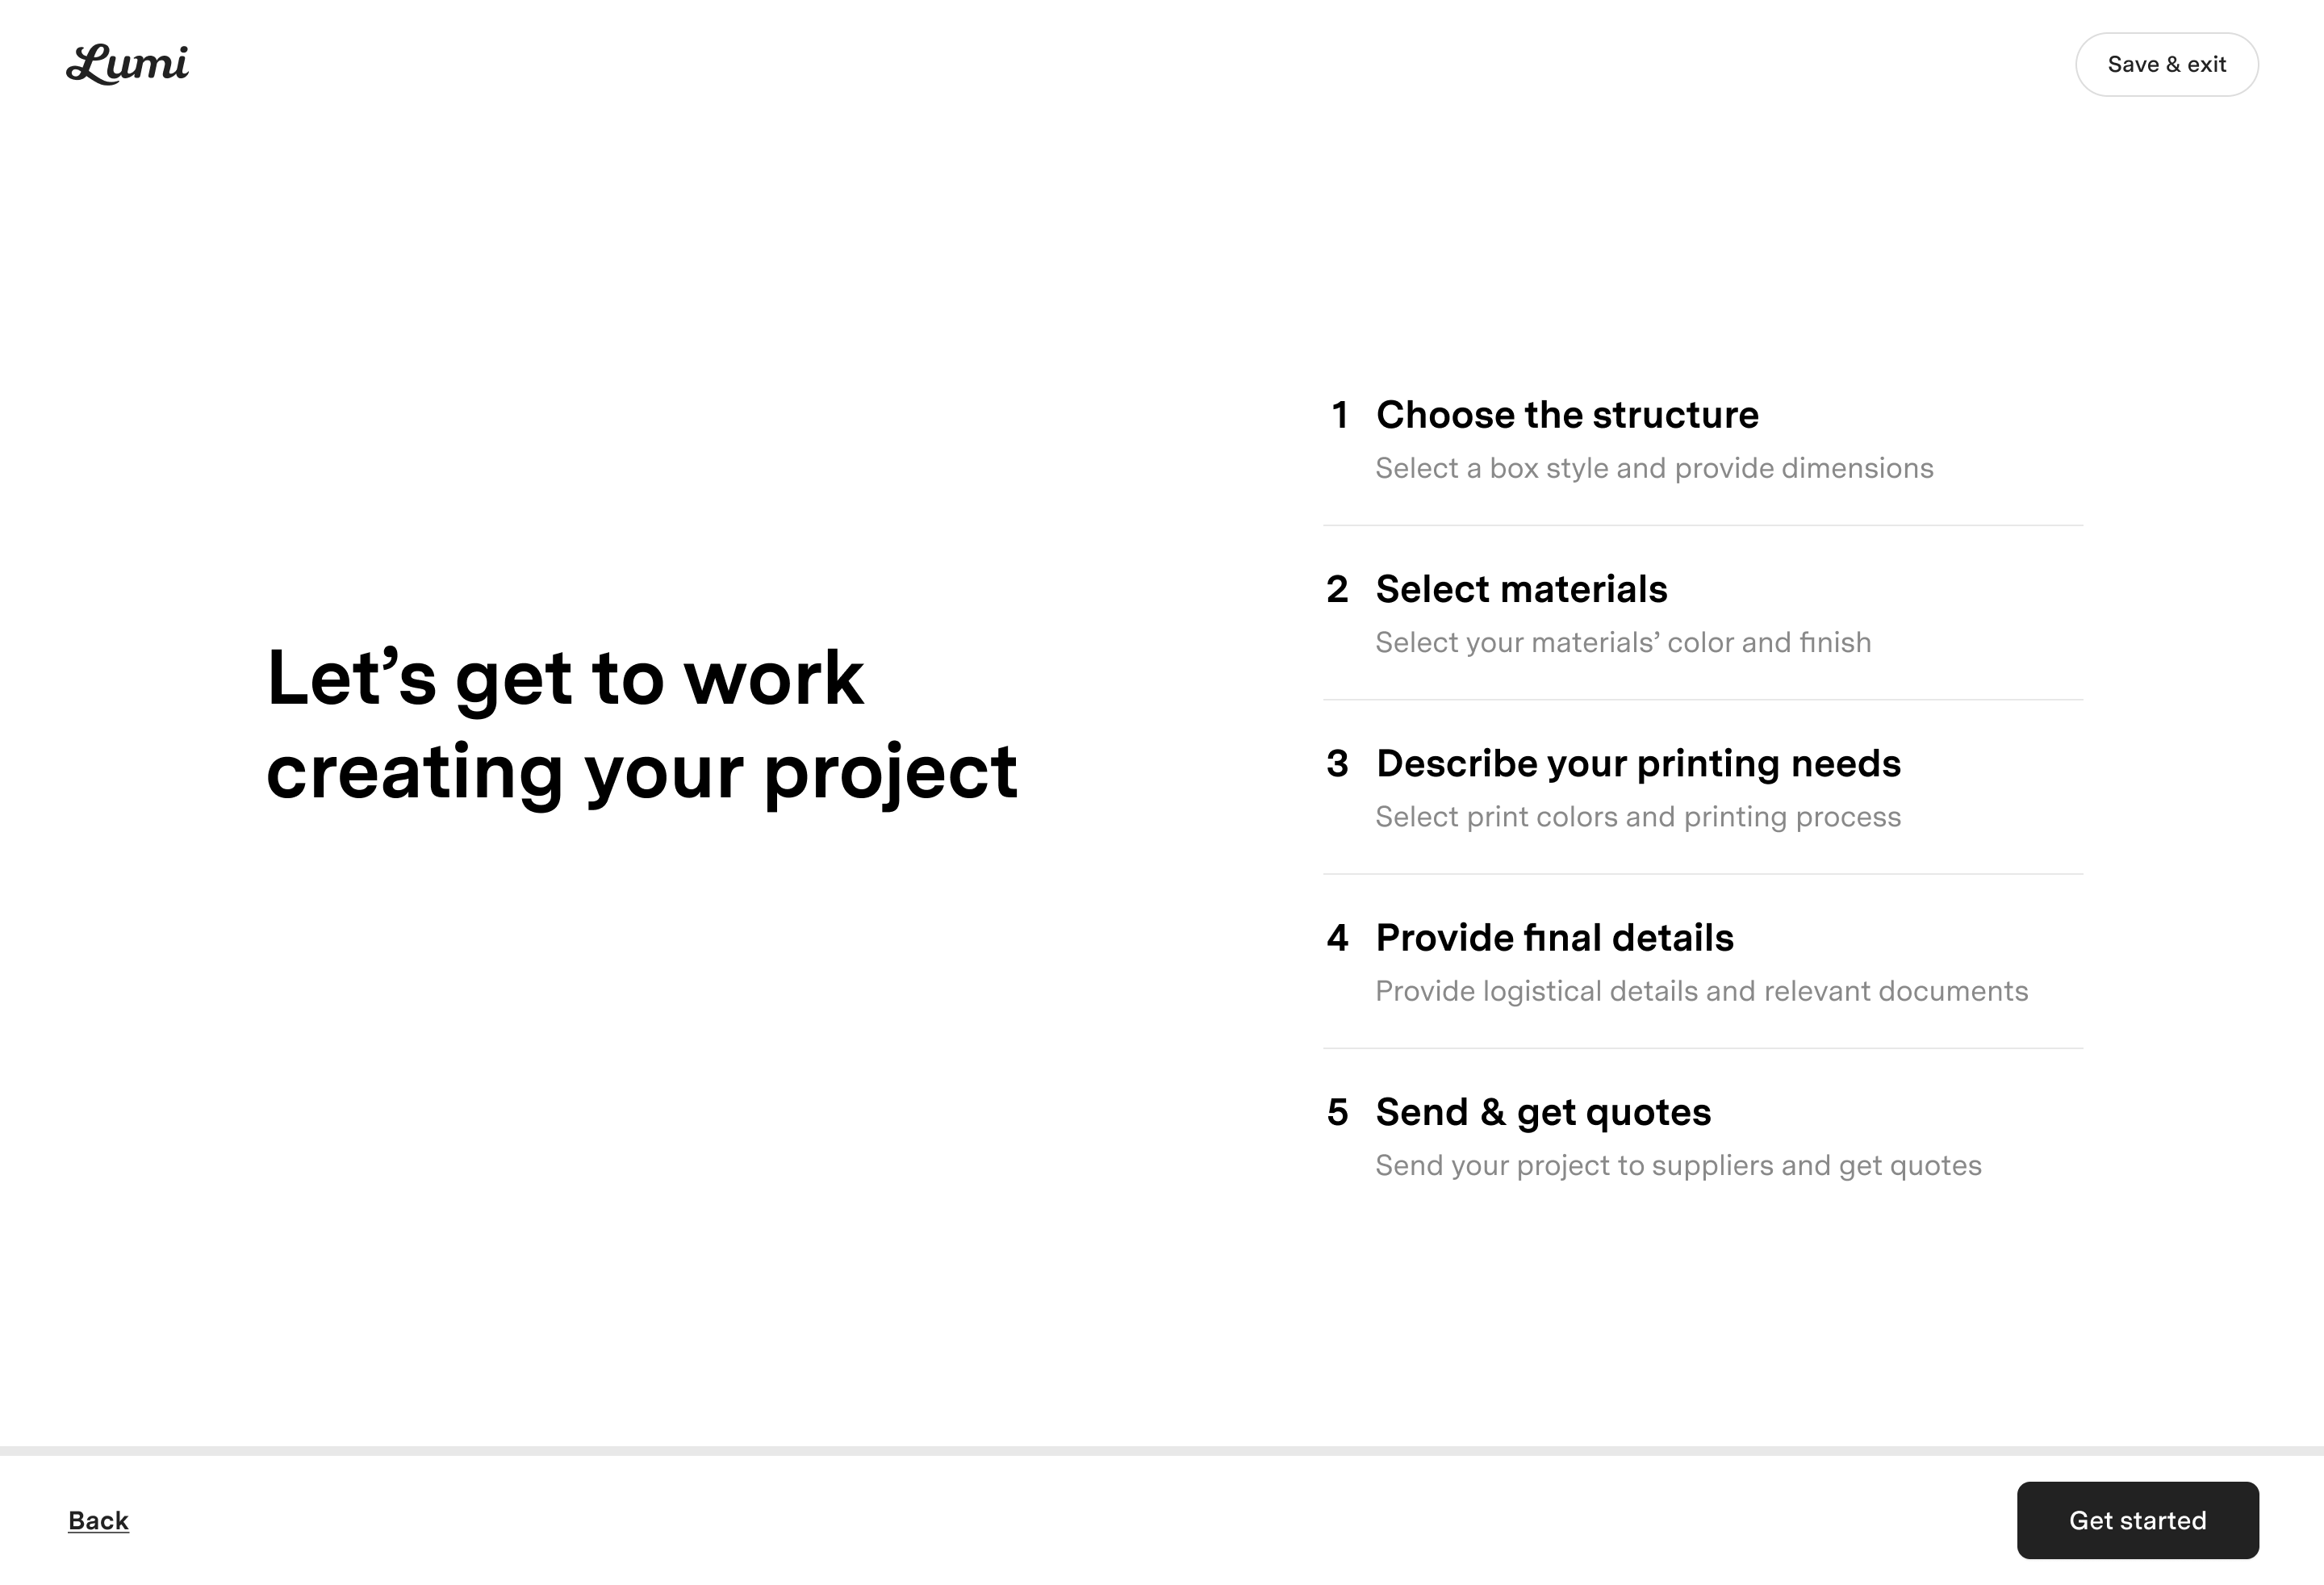 Lumi
Save & exit
Let’s get to work
creating your project
1 Choose the structure
Select a box style and provide dimensions
2 Select materials
Select your materials’ color and finish
3 Describe your printing needs
Select print colors and printing process
4 Provide final details
Provide logistical details and relevant documents
5 Send & get quotes
Send your project to suppliers and get quotes
Back
Get started